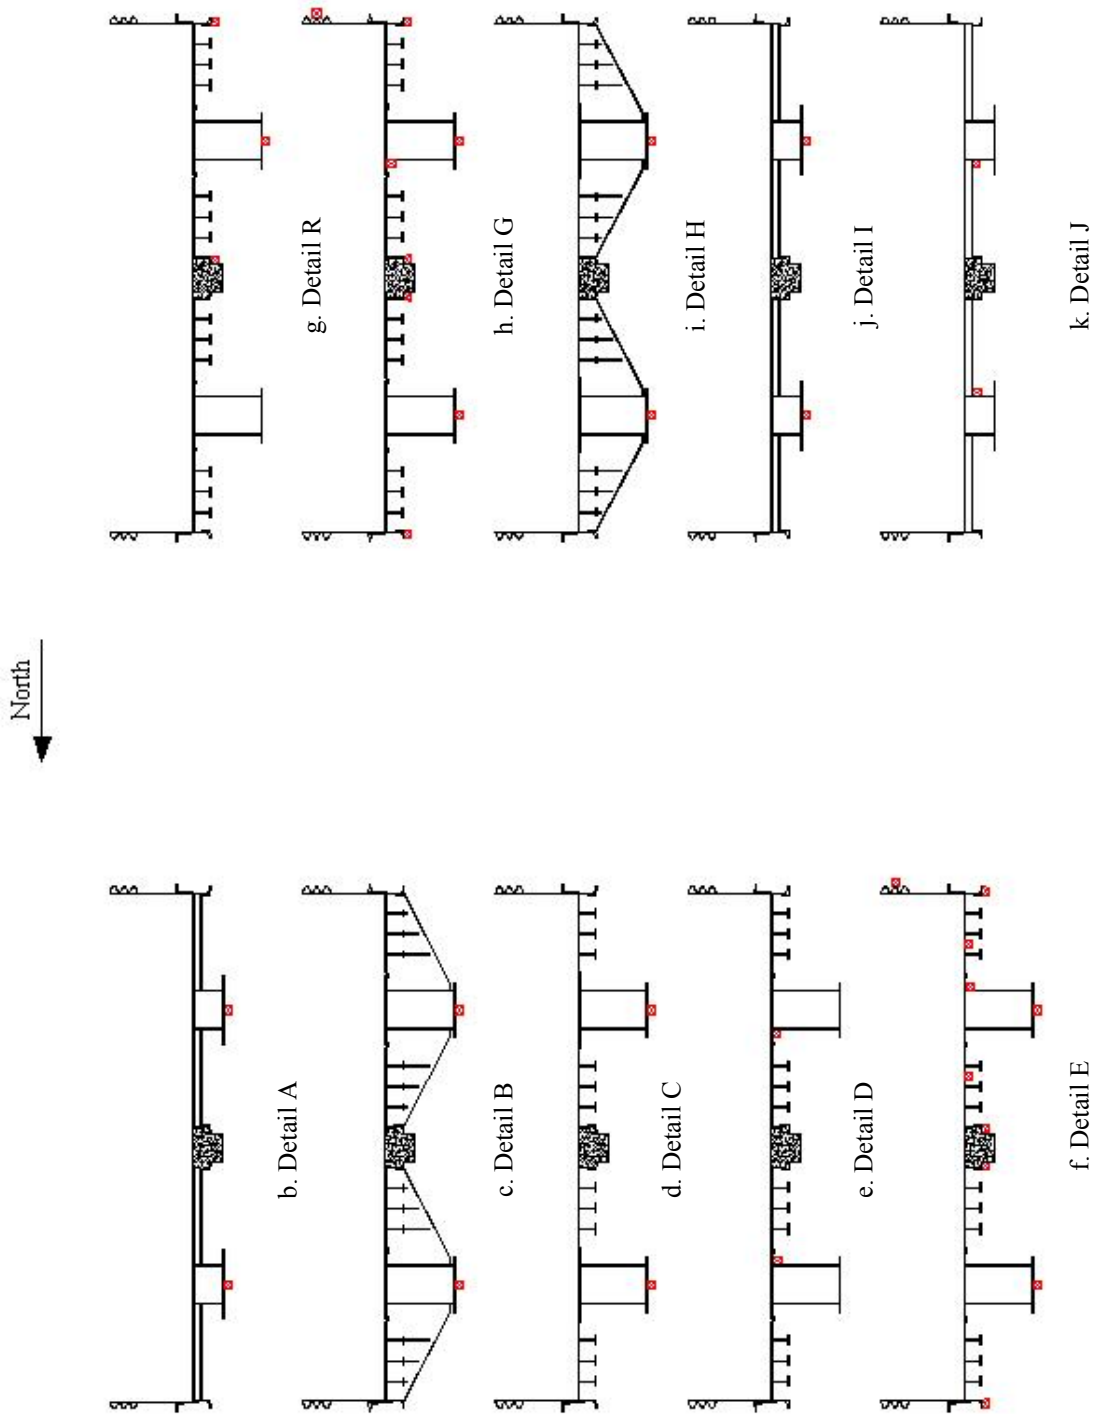 North
b. Detail A
c. Detail B
d. Detail C
e. Detail D
f. Detail E
g. Detail R
h. Detail G
i. Detail H
j. Detail I
k. Detail J